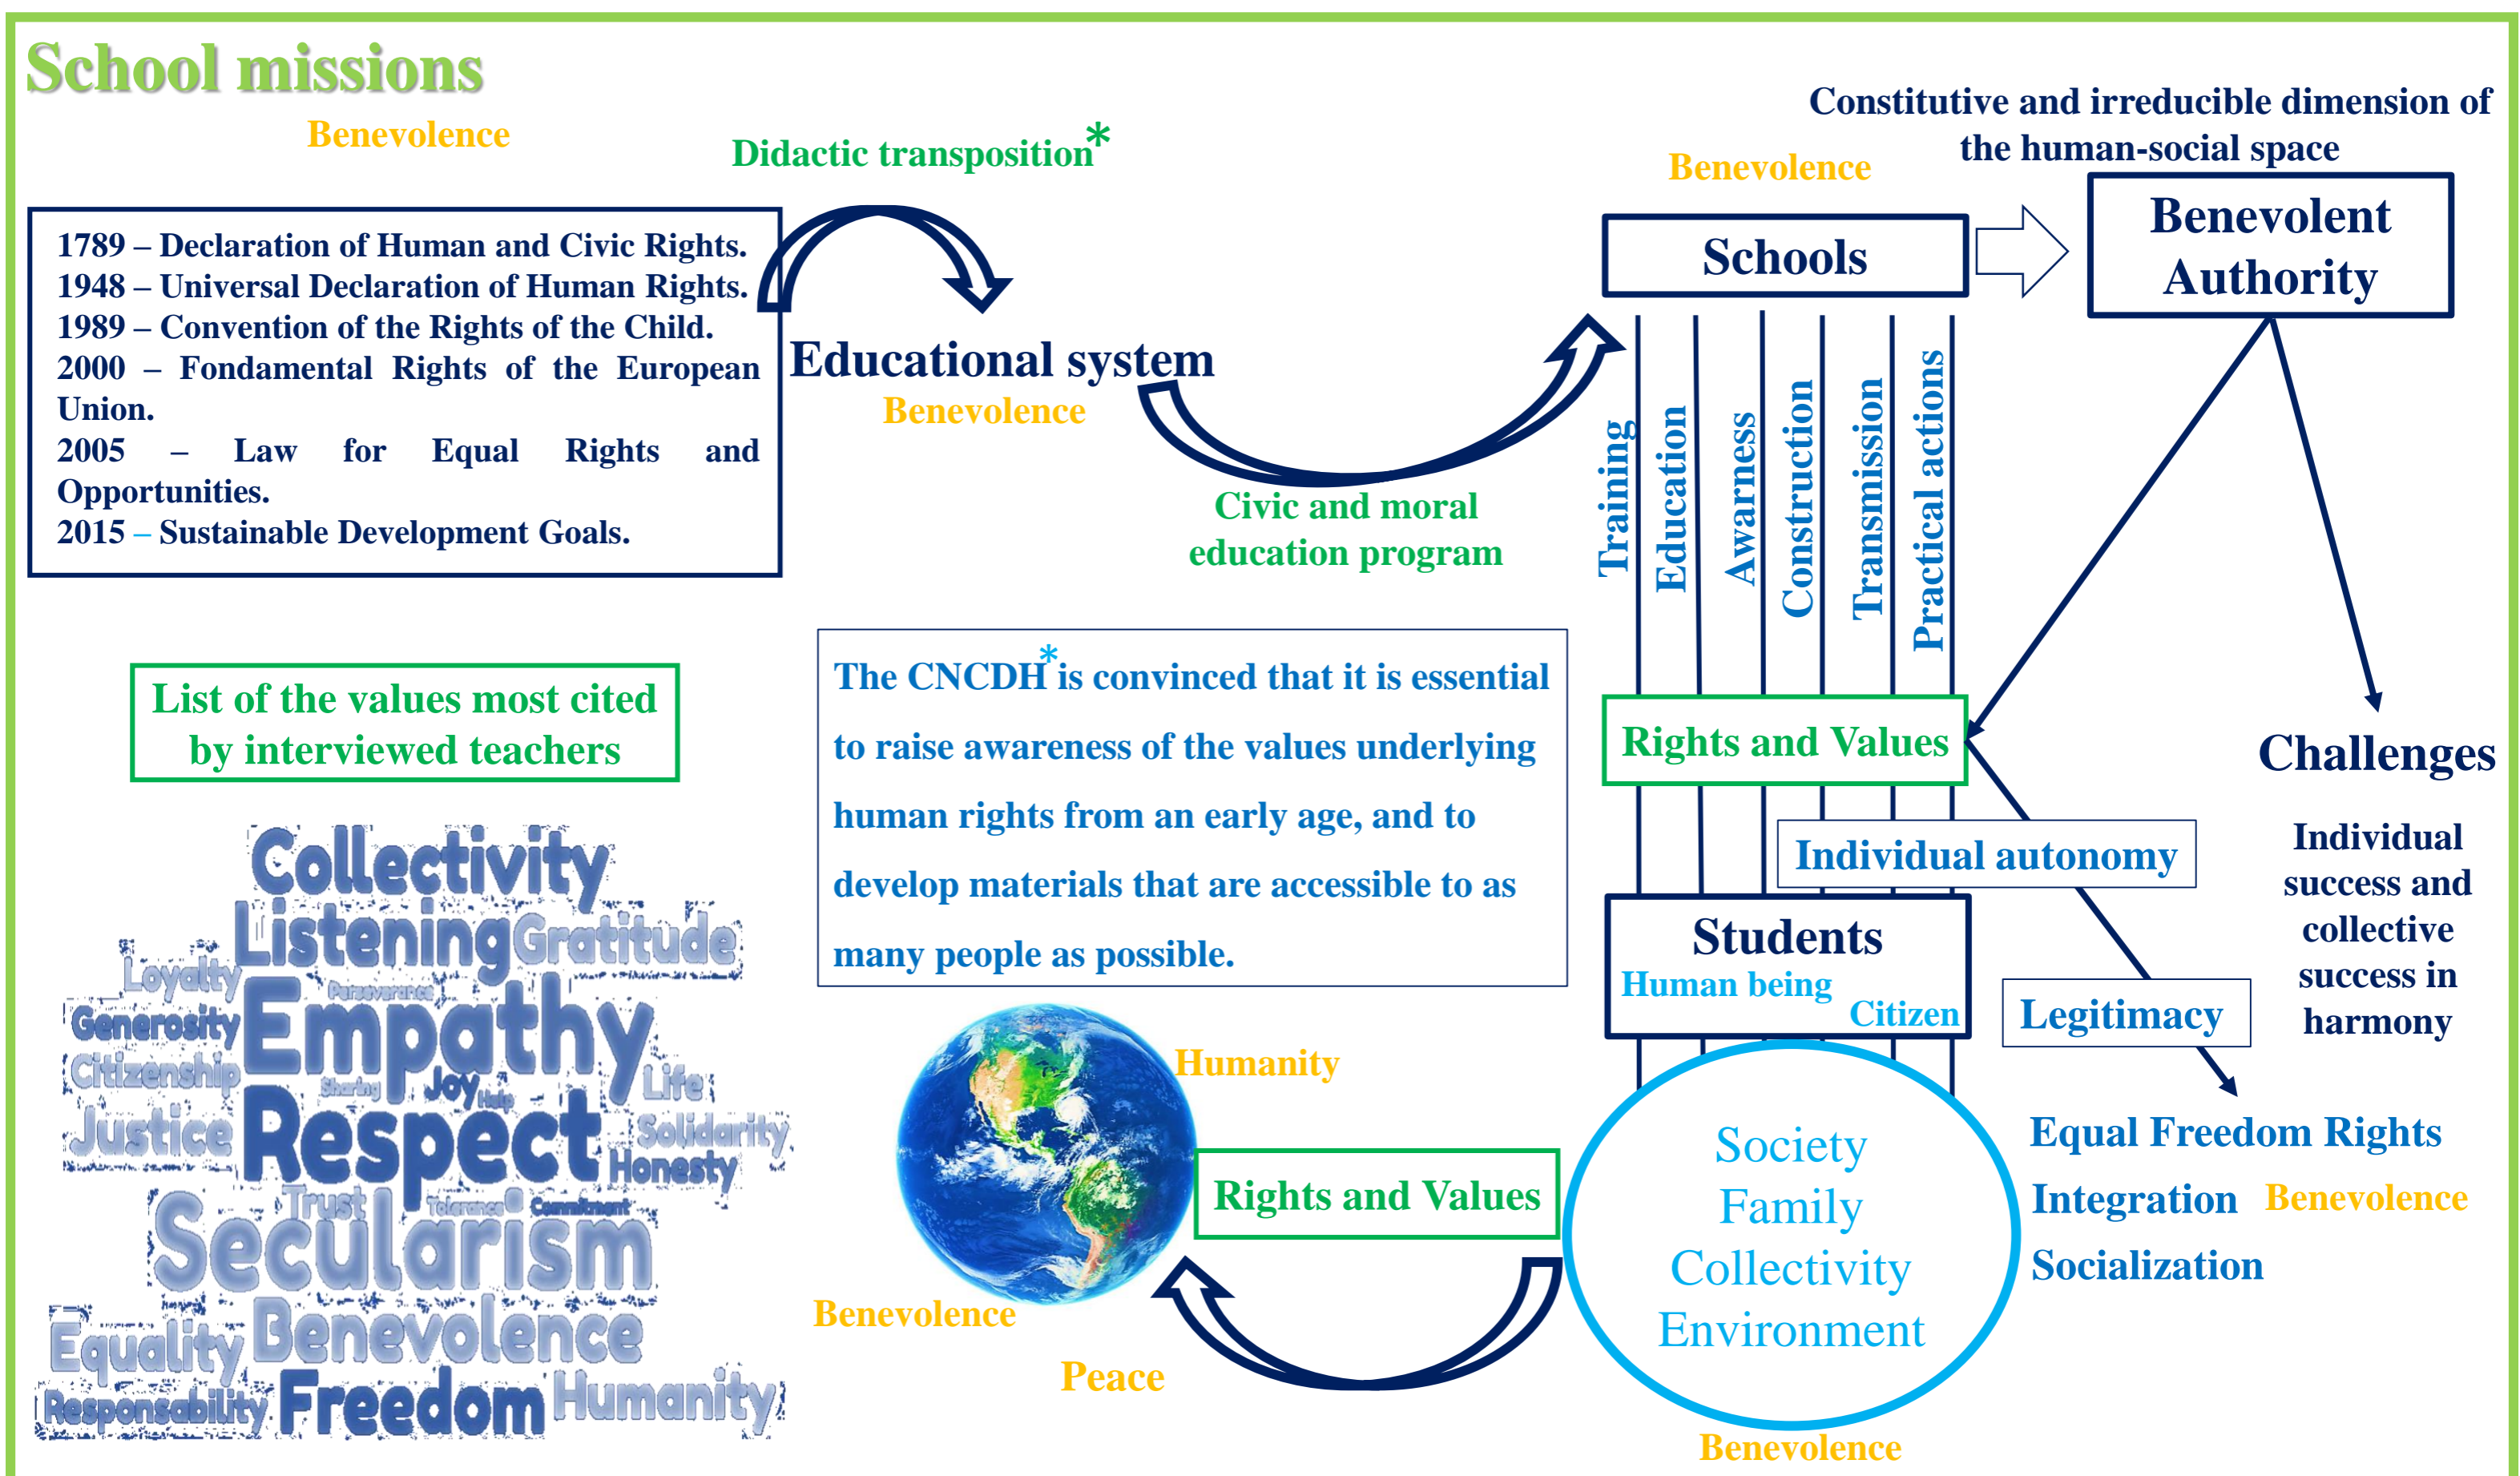 School missions
Benevolence
Didactic transposition*
1789 – Declaration of Human and Civic Rights.
1948 – Universal Declaration of Human Rights.
1989 – Convention of the Rights of the Child.
2000 – Fondamental Rights of the European
Union.
2005 – Law for Equal Rights and
Opportunities.
2015 – Sustainable Development Goals.
Educational system
Benevolence
Civic and moral
education program
Benevolence
Schools
Constitutive and irreducible dimension of
the human-social space
Benevolent
Authority
Training
Education
Awarness
Construction
Transmission
Practical actions
Rights and Values
Challenges
Individual
success and
collective
success in
harmony
Individual autonomy
Legitimacy
Equal Freedom Rights
Integration Benevolence
Socialization
Students
Human being
Citizen
Society
Family
Collectivity
Environment
Benevolence
Rights and Values
Humanity
Benevolence
Peace
The CNCDH* is convinced that it is essential
to raise awareness of the values underlying
human rights from an early age, and to
develop materials that are accessible to as
many people as possible.
List of the values most cited
by interviewed teachers
Collectivity
Listening Gratitude
Loyalty
Perseverance
Generosity
Empathy
Citizenship
Sharing
Joy
Help
Life
Justice
Respect
Solidarity
Honesty
Trust
Tolerance
Commitment
Secularism
Equality
Benevolence
Responsability
Freedom
Humanity